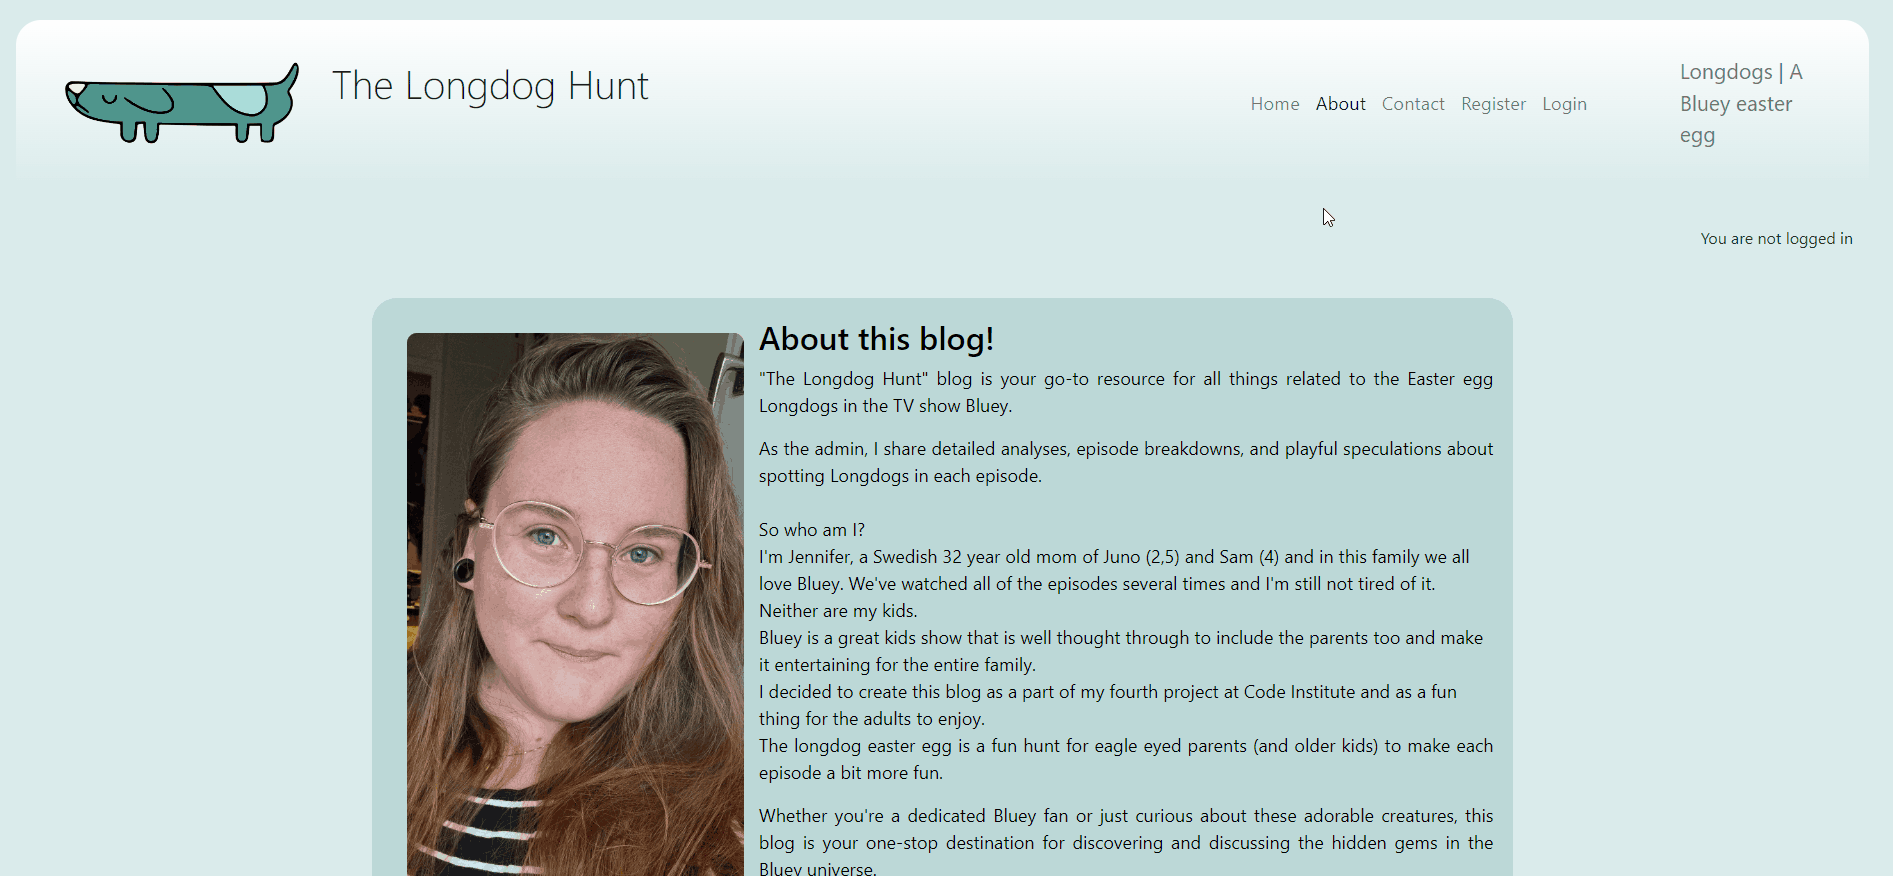 The Longdog Hunt
Home About Contact Register Login
Longdogs | A
Bluey easter
egg
You are not logged in
About this blog!
"The Longdog Hunt" blog is your go-to resource for all things related to the Easter egg
Longdogs in the TV show Bluey.
As the admin, I share detailed analyses, episode breakdowns, and playful speculations about
spotting Longdogs in each episode.
So who am I?
I'm Jennifer, a Swedish 32 year old mom of Juno (2,5) and Sam (4) and in this family we all
love Bluey. We've watched all of the episodes several times and I'm still not tired of it.
Neither are my kids.
Bluey is a great kids show that is well thought through to include the parents too and make
it entertaining for the entire family.
I decided to create this blog as a part of my fourth project at Code Institute and as a fun
thing for the adults to enjoy.
The longdog easter egg is a fun hunt for eagle eyed parents (and older kids) to make each
episode a bit more fun.
Whether you're a dedicated Bluey fan or just curious about these adorable creatures, this
blog is your one-stop destination for discovering and discussing the hidden gems in the
Bluey universe.